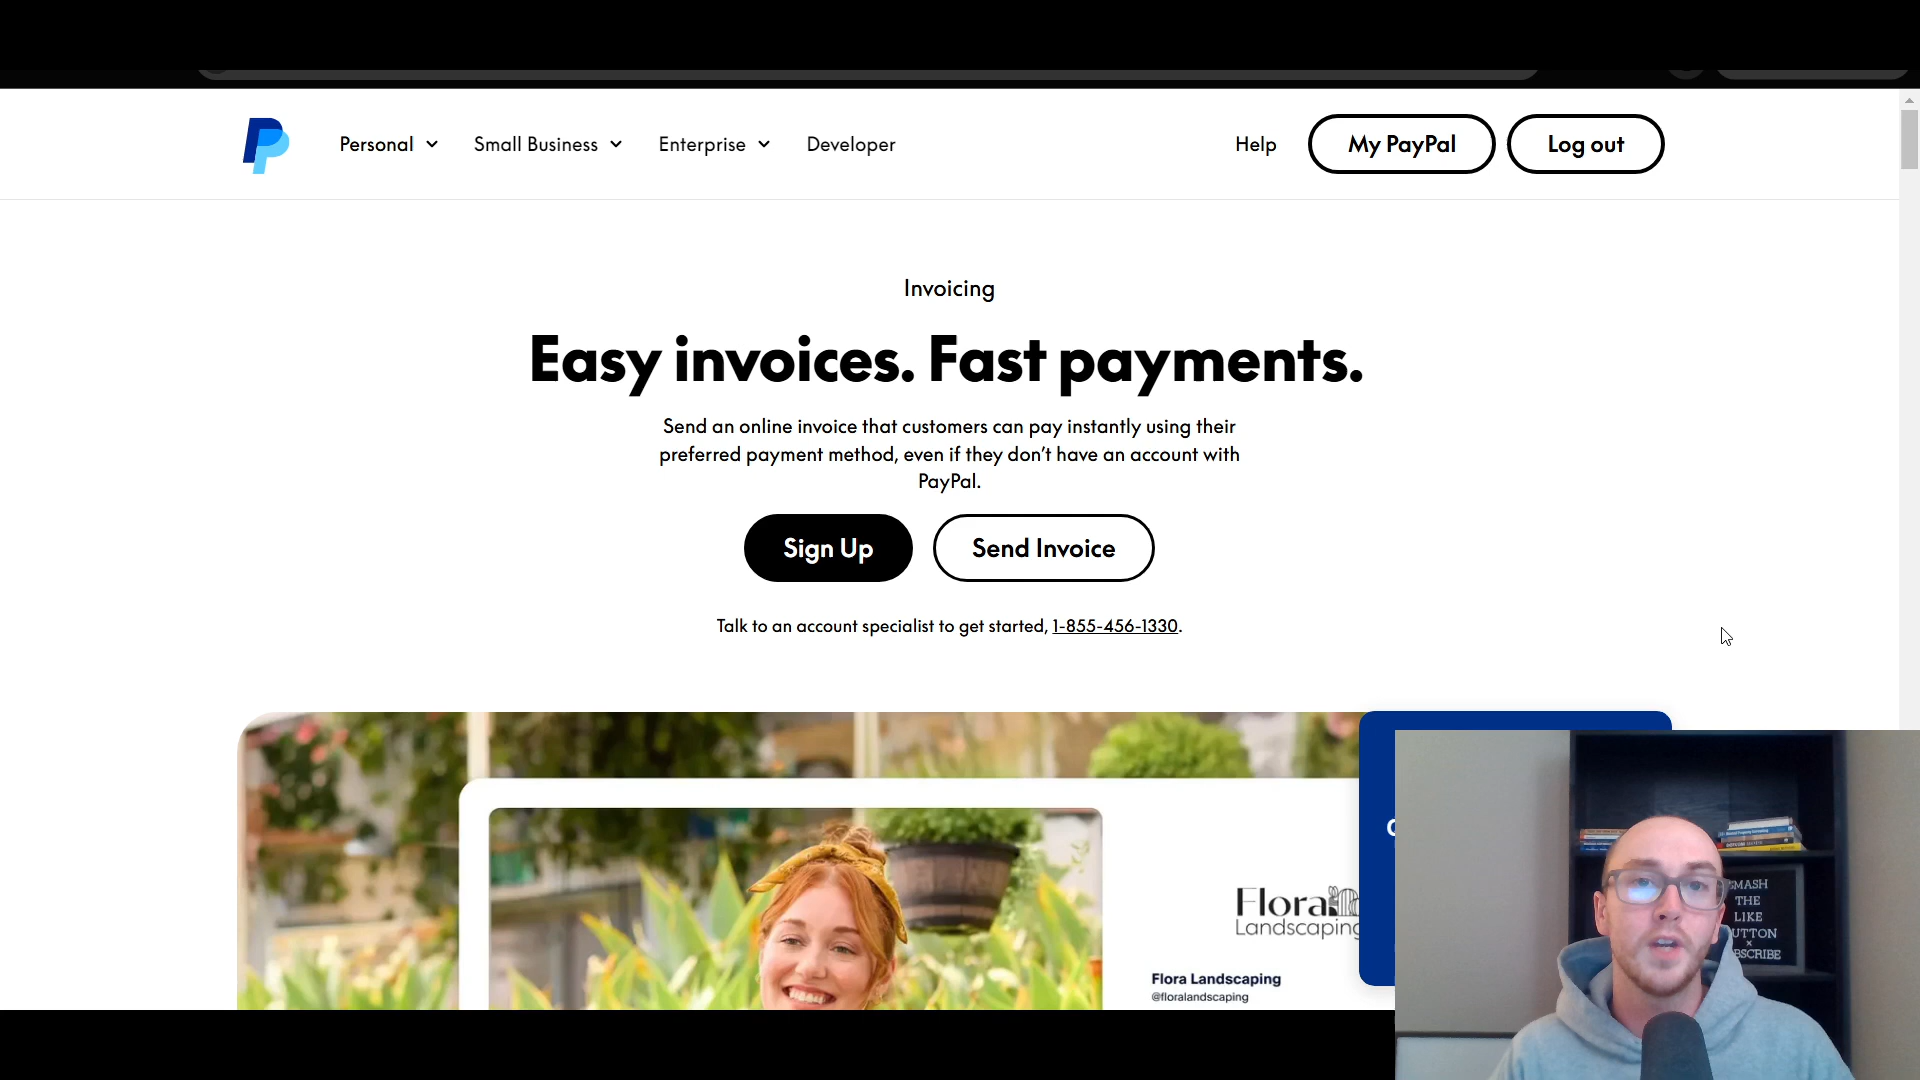 Personal
Small Business
Enterprise
Developer
Help
My PayPal
Log out
Invoicing
Easy invoices. Fast payments.
Send an online invoice that customers can pay instantly using their
preferred payment method, even if they don’t have an account with
PayPal.
Sign Up
Send Invoice
Talk to an account specialist to get started, 1-855-456-1330.
Flora
Landscaping
Flora Landscaping
@floralandscaping
THE
LIKE